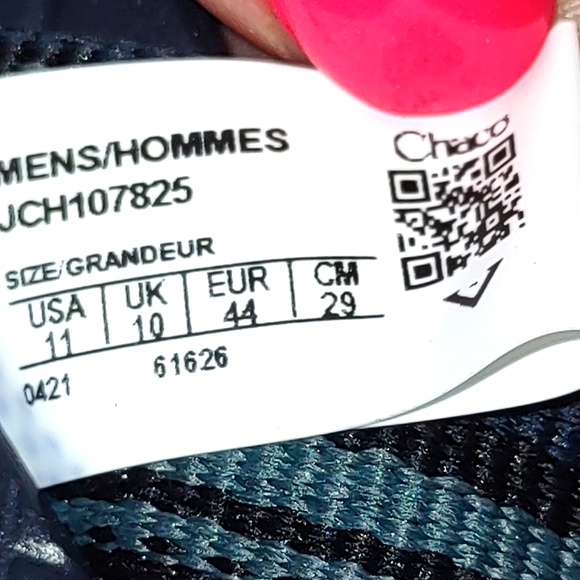 Chaco
MENS/HOMMES
JCH107825
SIZE/GRANDEUR
USA UK EUR CM
11 10 44 29
0421 61626